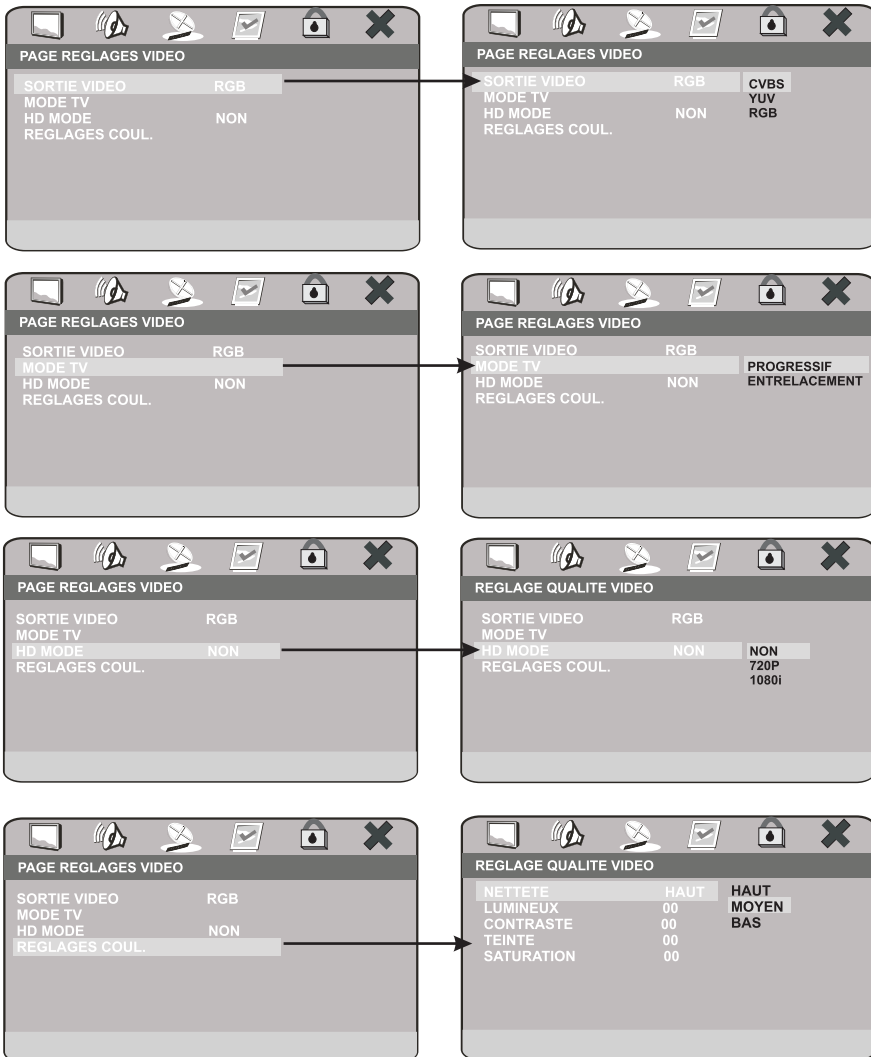 PAGE REGLAGES VIDEO
SORTIE VIDEO RGB
MODE TV
HD MODE NON
REGLAGES COUL.
PAGE REGLAGES VIDEO
SORTIE VIDEO RGB CVBS
MODE TV YUV
HD MODE NON RGB
REGLAGES COUL.
PAGE REGLAGES VIDEO
SORTIE VIDEO RGB
MODE TV
HD MODE NON
REGLAGES COUL.
PAGE REGLAGES VIDEO
SORTIE VIDEO RGB
MODE TV PROGRESSIF
HD MODE NON ENTRELACEMENT
REGLAGES COUL.
PAGE REGLAGES VIDEO
SORTIE VIDEO RGB
MODE TV
HD MODE NON
REGLAGES COUL.
REGLAGE QUALITE VIDEO
SORTIE VIDEO RGB
MODE TV
HD MODE NON NON
REGLAGES COUL. 720P
1080i
PAGE REGLAGES VIDEO
SORTIE VIDEO RGB
MODE TV
HD MODE NON
REGLAGES COUL.
REGLAGE QUALITE VIDEO
NETTETE HAUT HAUT
LUMINEUX 00 MOYEN
CONTRASTE 00 BAS
TEINTE 00
SATURATION 00